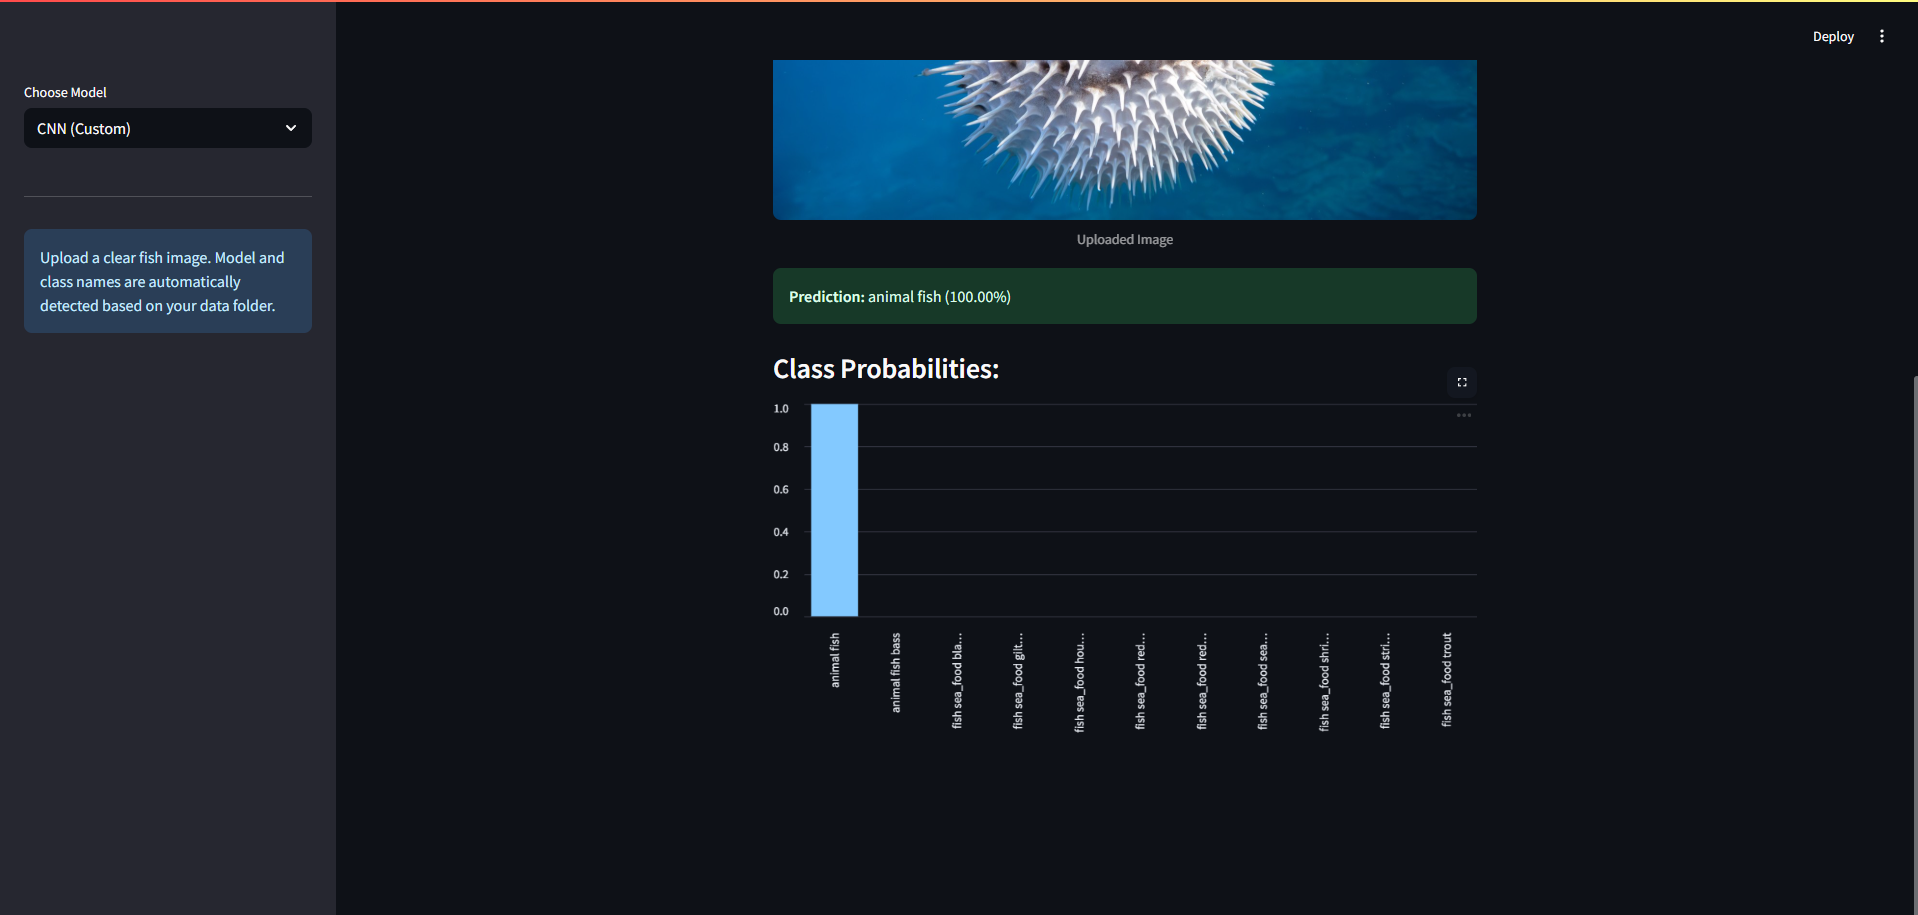 Deploy
Choose Model
CNN (Custom)
Upload a clear fish image. Model and
class names are automatically
detected based on your data folder.
Uploaded Image
Prediction: animal fish (100.00%)
Class Probabilities:
1.0
0.8
0.6
0.4
0.2
0.0
animal fish
animal fish bass
fish sea_food bla...
fish sea_food gilt...
fish sea_food hou...
fish sea_food red...
fish sea_food red...
fish sea_food sea...
fish sea_food shri...
fish sea_food stri...
fish sea_food trout